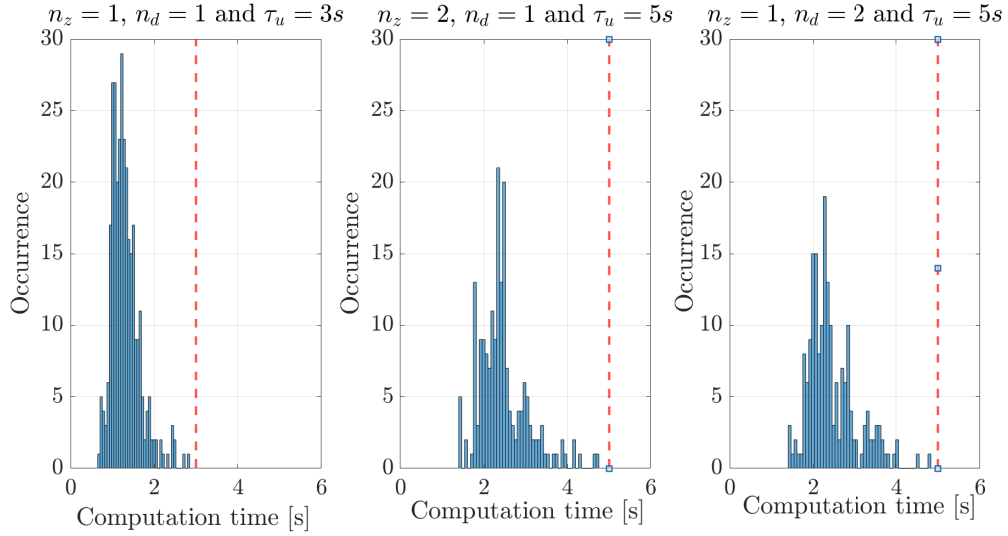 n_z = 1, n_d = 1 and τ_u = 3s
30
25
20
15
10
5
0
Occurrence
0 2 4 6
Computation time [s]
n_z = 2, n_d = 1 and τ_u = 5s
30
25
20
15
10
5
0
Occurrence
0 2 4 6
Computation time [s]
n_z = 1, n_d = 2 and τ_u = 5s
30
25
20
15
10
5
0
Occurrence
0 2 4 6
Computation time [s]